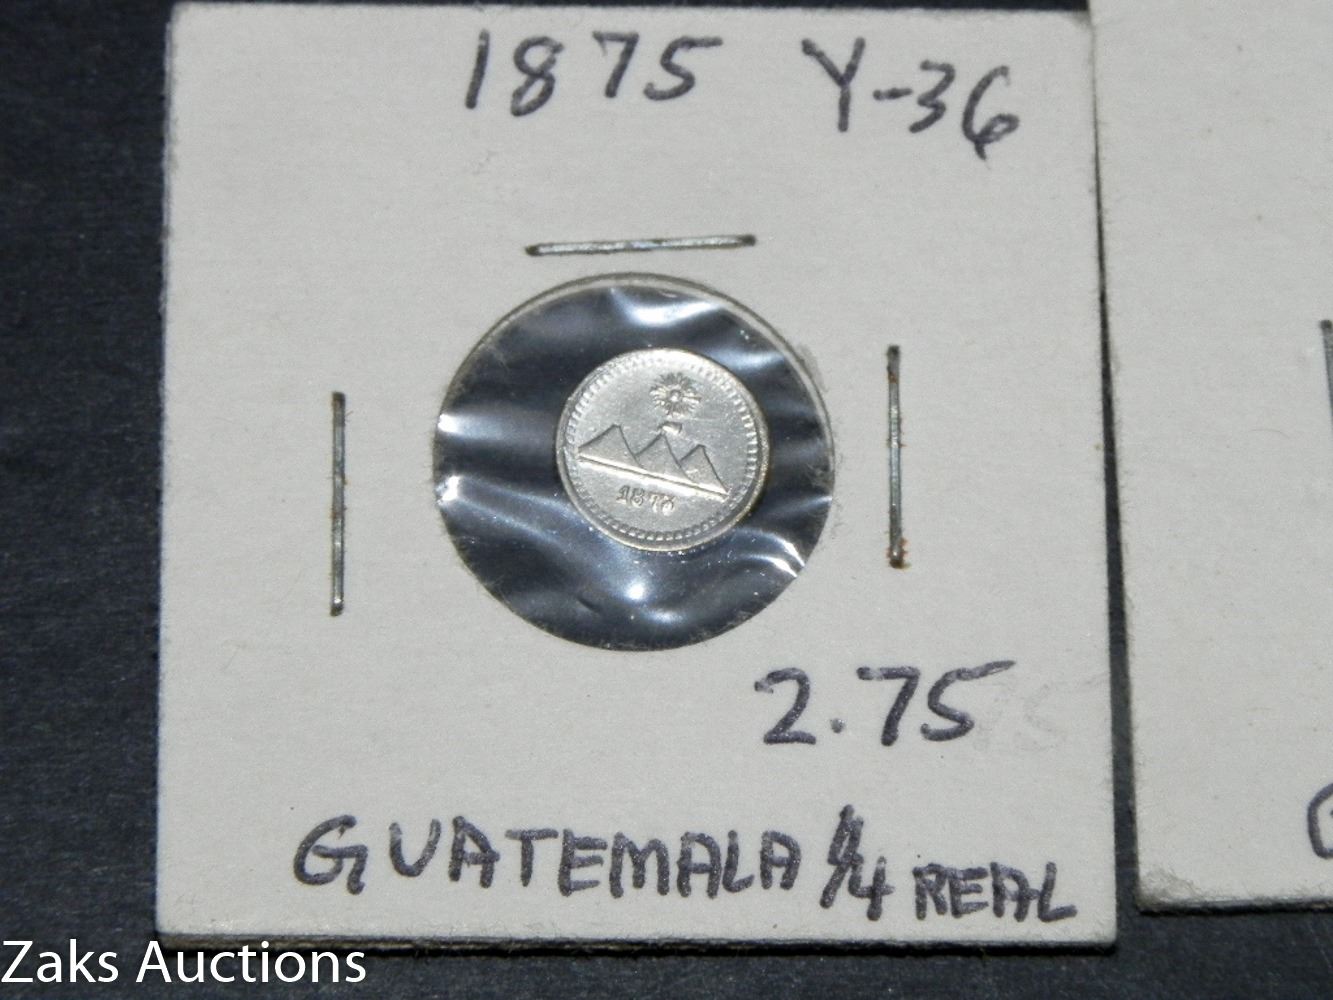 1875 Y-36
1875
2.75
GUATEMALA 1/4 REAL
Zaks Auctions